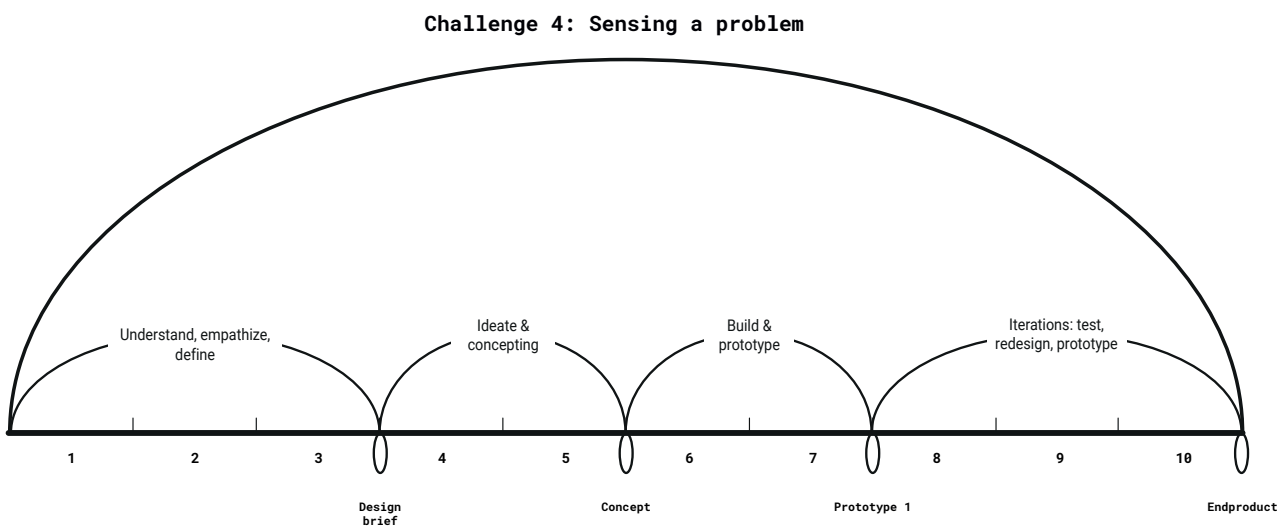 Challenge 4: Sensing a problem
Understand, empathize,
define
Ideate &
concepting
Build &
prototype
Iterations: test,
redesign, prototype
1 2 3 4 5 6 7 8 9 10
Design
brief
Concept
Prototype 1
Endproduct